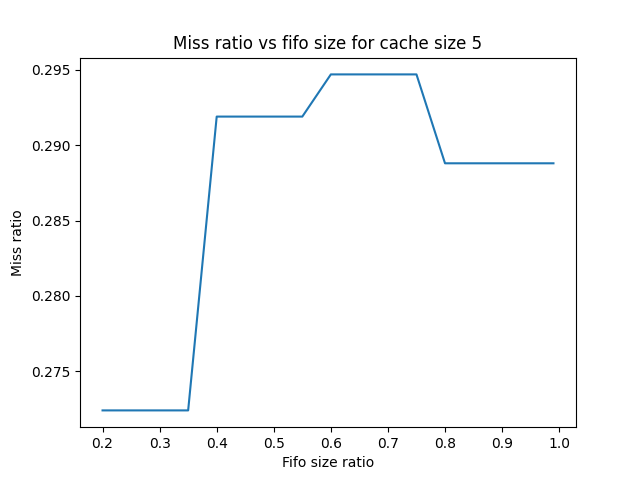 Miss ratio vs fifo size for cache size 5
0.295
0.290
0.285
0.280
0.275
Miss ratio
0.2 0.3 0.4 0.5 0.6 0.7 0.8 0.9 1.0
Fifo size ratio